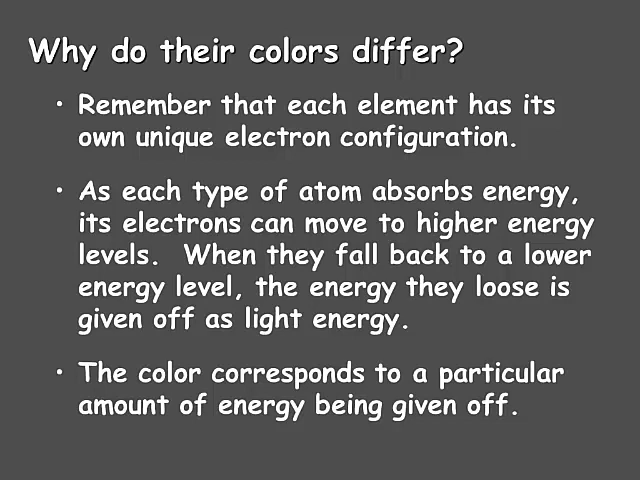 Why do their colors differ?
• Remember that each element has its
own unique electron configuration.
• As each type of atom absorbs energy,
its electrons can move to higher energy
levels.  When they fall back to a lower
energy level, the energy they loose is
given off as light energy.
• The color corresponds to a particular
amount of energy being given off.